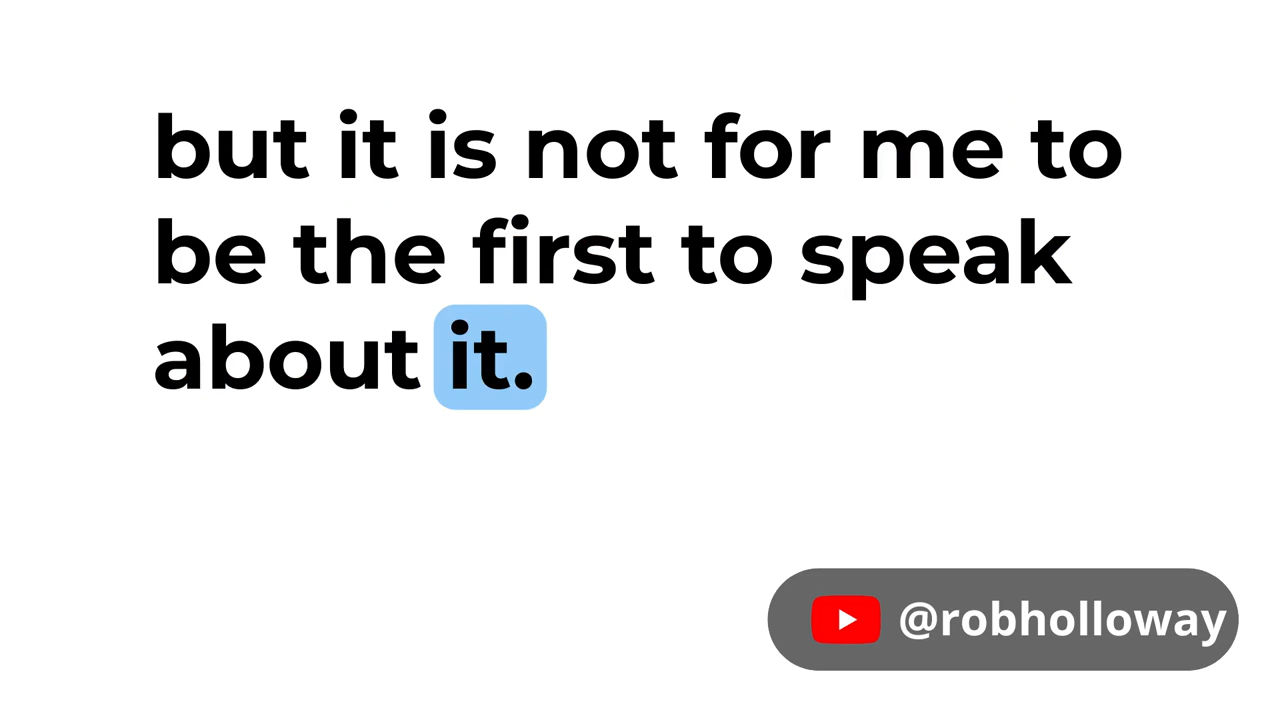 but it is not for me to
be the first to speak
about it.
@robholloway